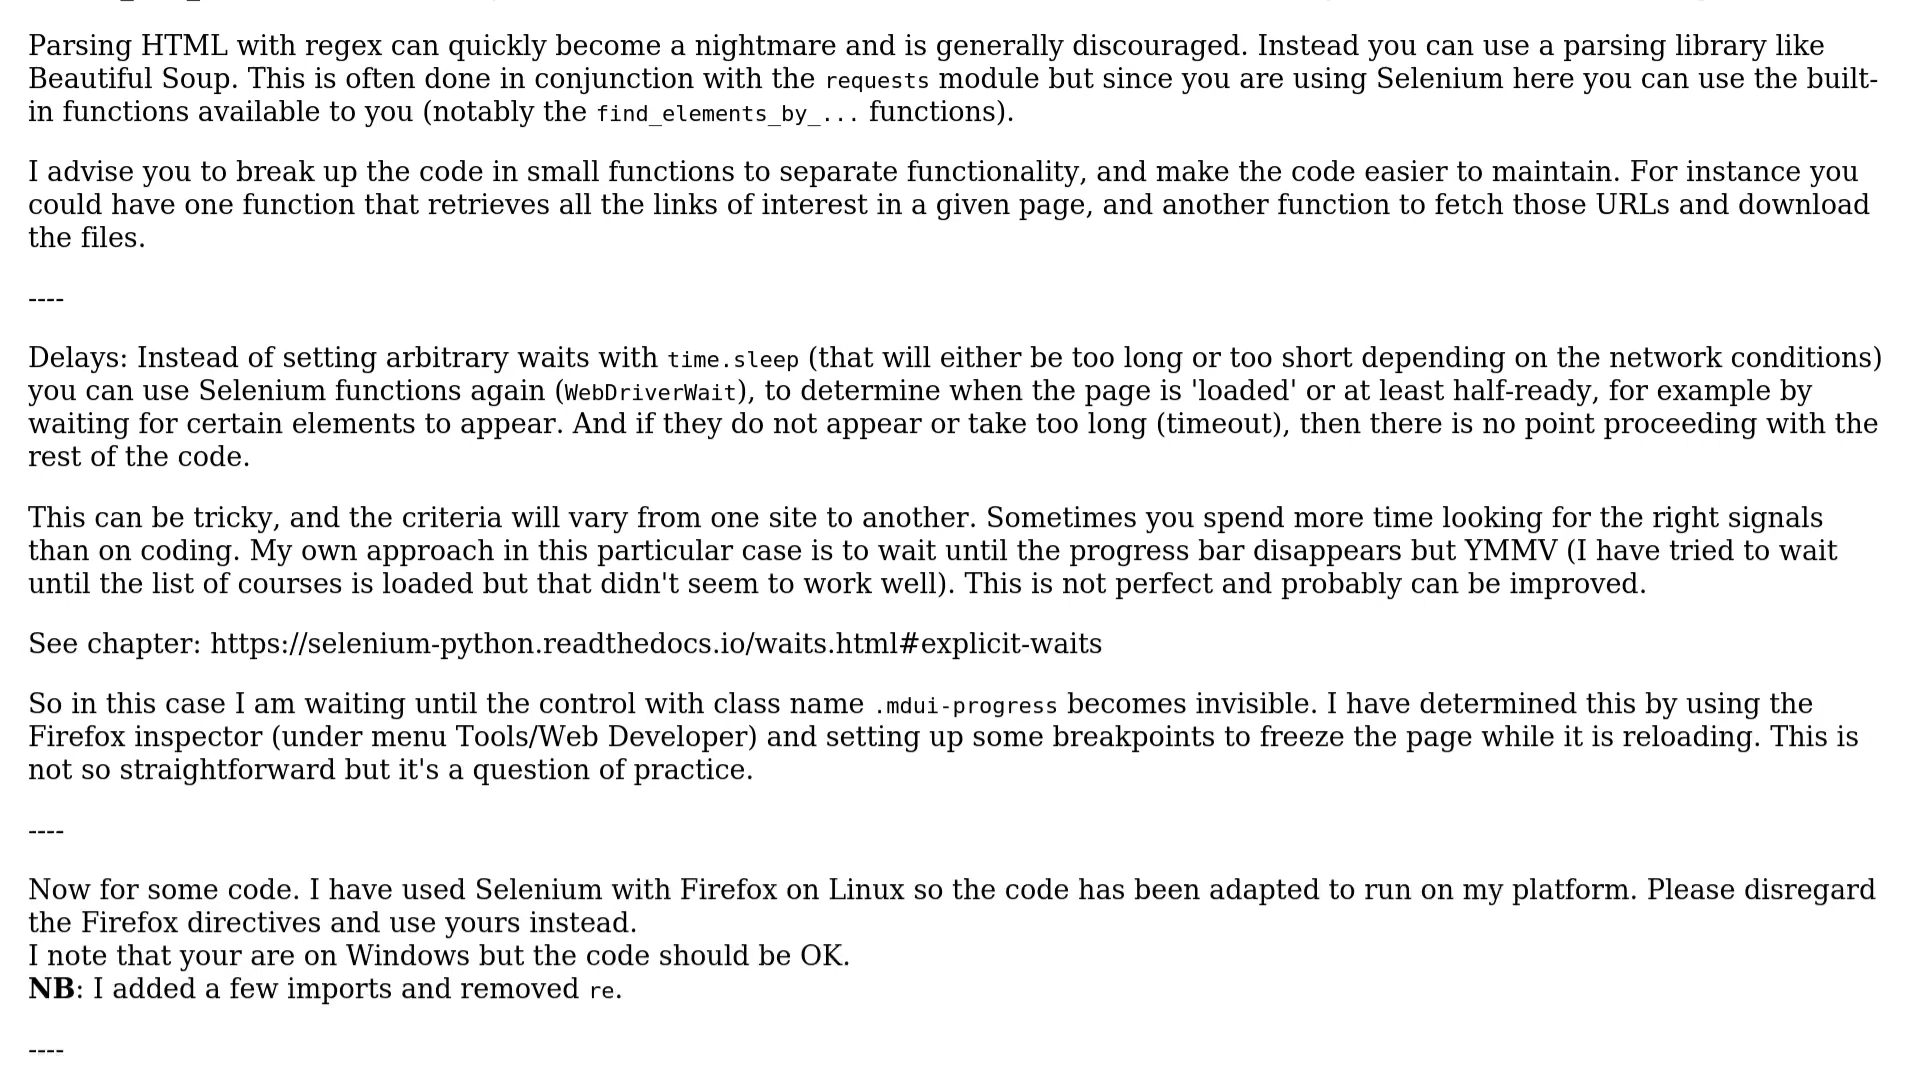 Parsing HTML with regex can quickly become a nightmare and is generally discouraged. Instead you can use a parsing library like
Beautiful Soup. This is often done in conjunction with the requests module but since you are using Selenium here you can use the built-
in functions available to you (notably the find_elements_by_... functions).
I advise you to break up the code in small functions to separate functionality, and make the code easier to maintain. For instance you
could have one function that retrieves all the links of interest in a given page, and another function to fetch those URLs and download
the files.
----
Delays: Instead of setting arbitrary waits with time.sleep (that will either be too long or too short depending on the network conditions)
you can use Selenium functions again (WebDriverWait), to determine when the page is 'loaded' or at least half-ready, for example by
waiting for certain elements to appear. And if they do not appear or take too long (timeout), then there is no point proceeding with the
rest of the code.
This can be tricky, and the criteria will vary from one site to another. Sometimes you spend more time looking for the right signals
than on coding. My own approach in this particular case is to wait until the progress bar disappears but YMMV (I have tried to wait
until the list of courses is loaded but that didn't seem to work well). This is not perfect and probably can be improved.
See chapter: https://selenium-python.readthedocs.io/waits.html#explicit-waits
So in this case I am waiting until the control with class name .mdui-progress becomes invisible. I have determined this by using the
Firefox inspector (under menu Tools/Web Developer) and setting up some breakpoints to freeze the page while it is reloading. This is
not so straightforward but it's a question of practice.
----
Now for some code. I have used Selenium with Firefox on Linux so the code has been adapted to run on my platform. Please disregard
the Firefox directives and use yours instead.
I note that your are on Windows but the code should be OK.
NB: I added a few imports and removed re.
----